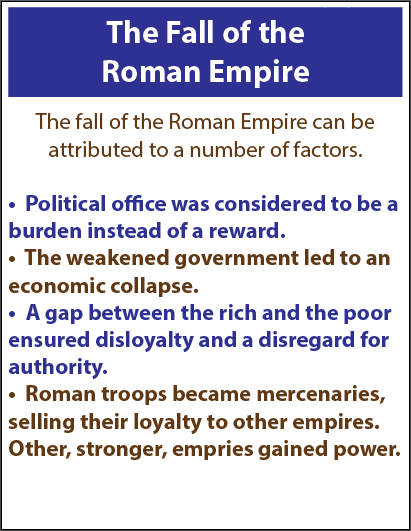 The Fall of the
Roman Empire
The fall of the Roman Empire can be
attributed to a number of factors.
• Political office was considered to be a
burden instead of a reward.
• The weakened government led to an
economic collapse.
• A gap between the rich and the poor
ensured disloyalty and a disregard for
authority.
• Roman troops became mercenaries,
selling their loyalty to other empires.
Other, stronger, empries gained power.